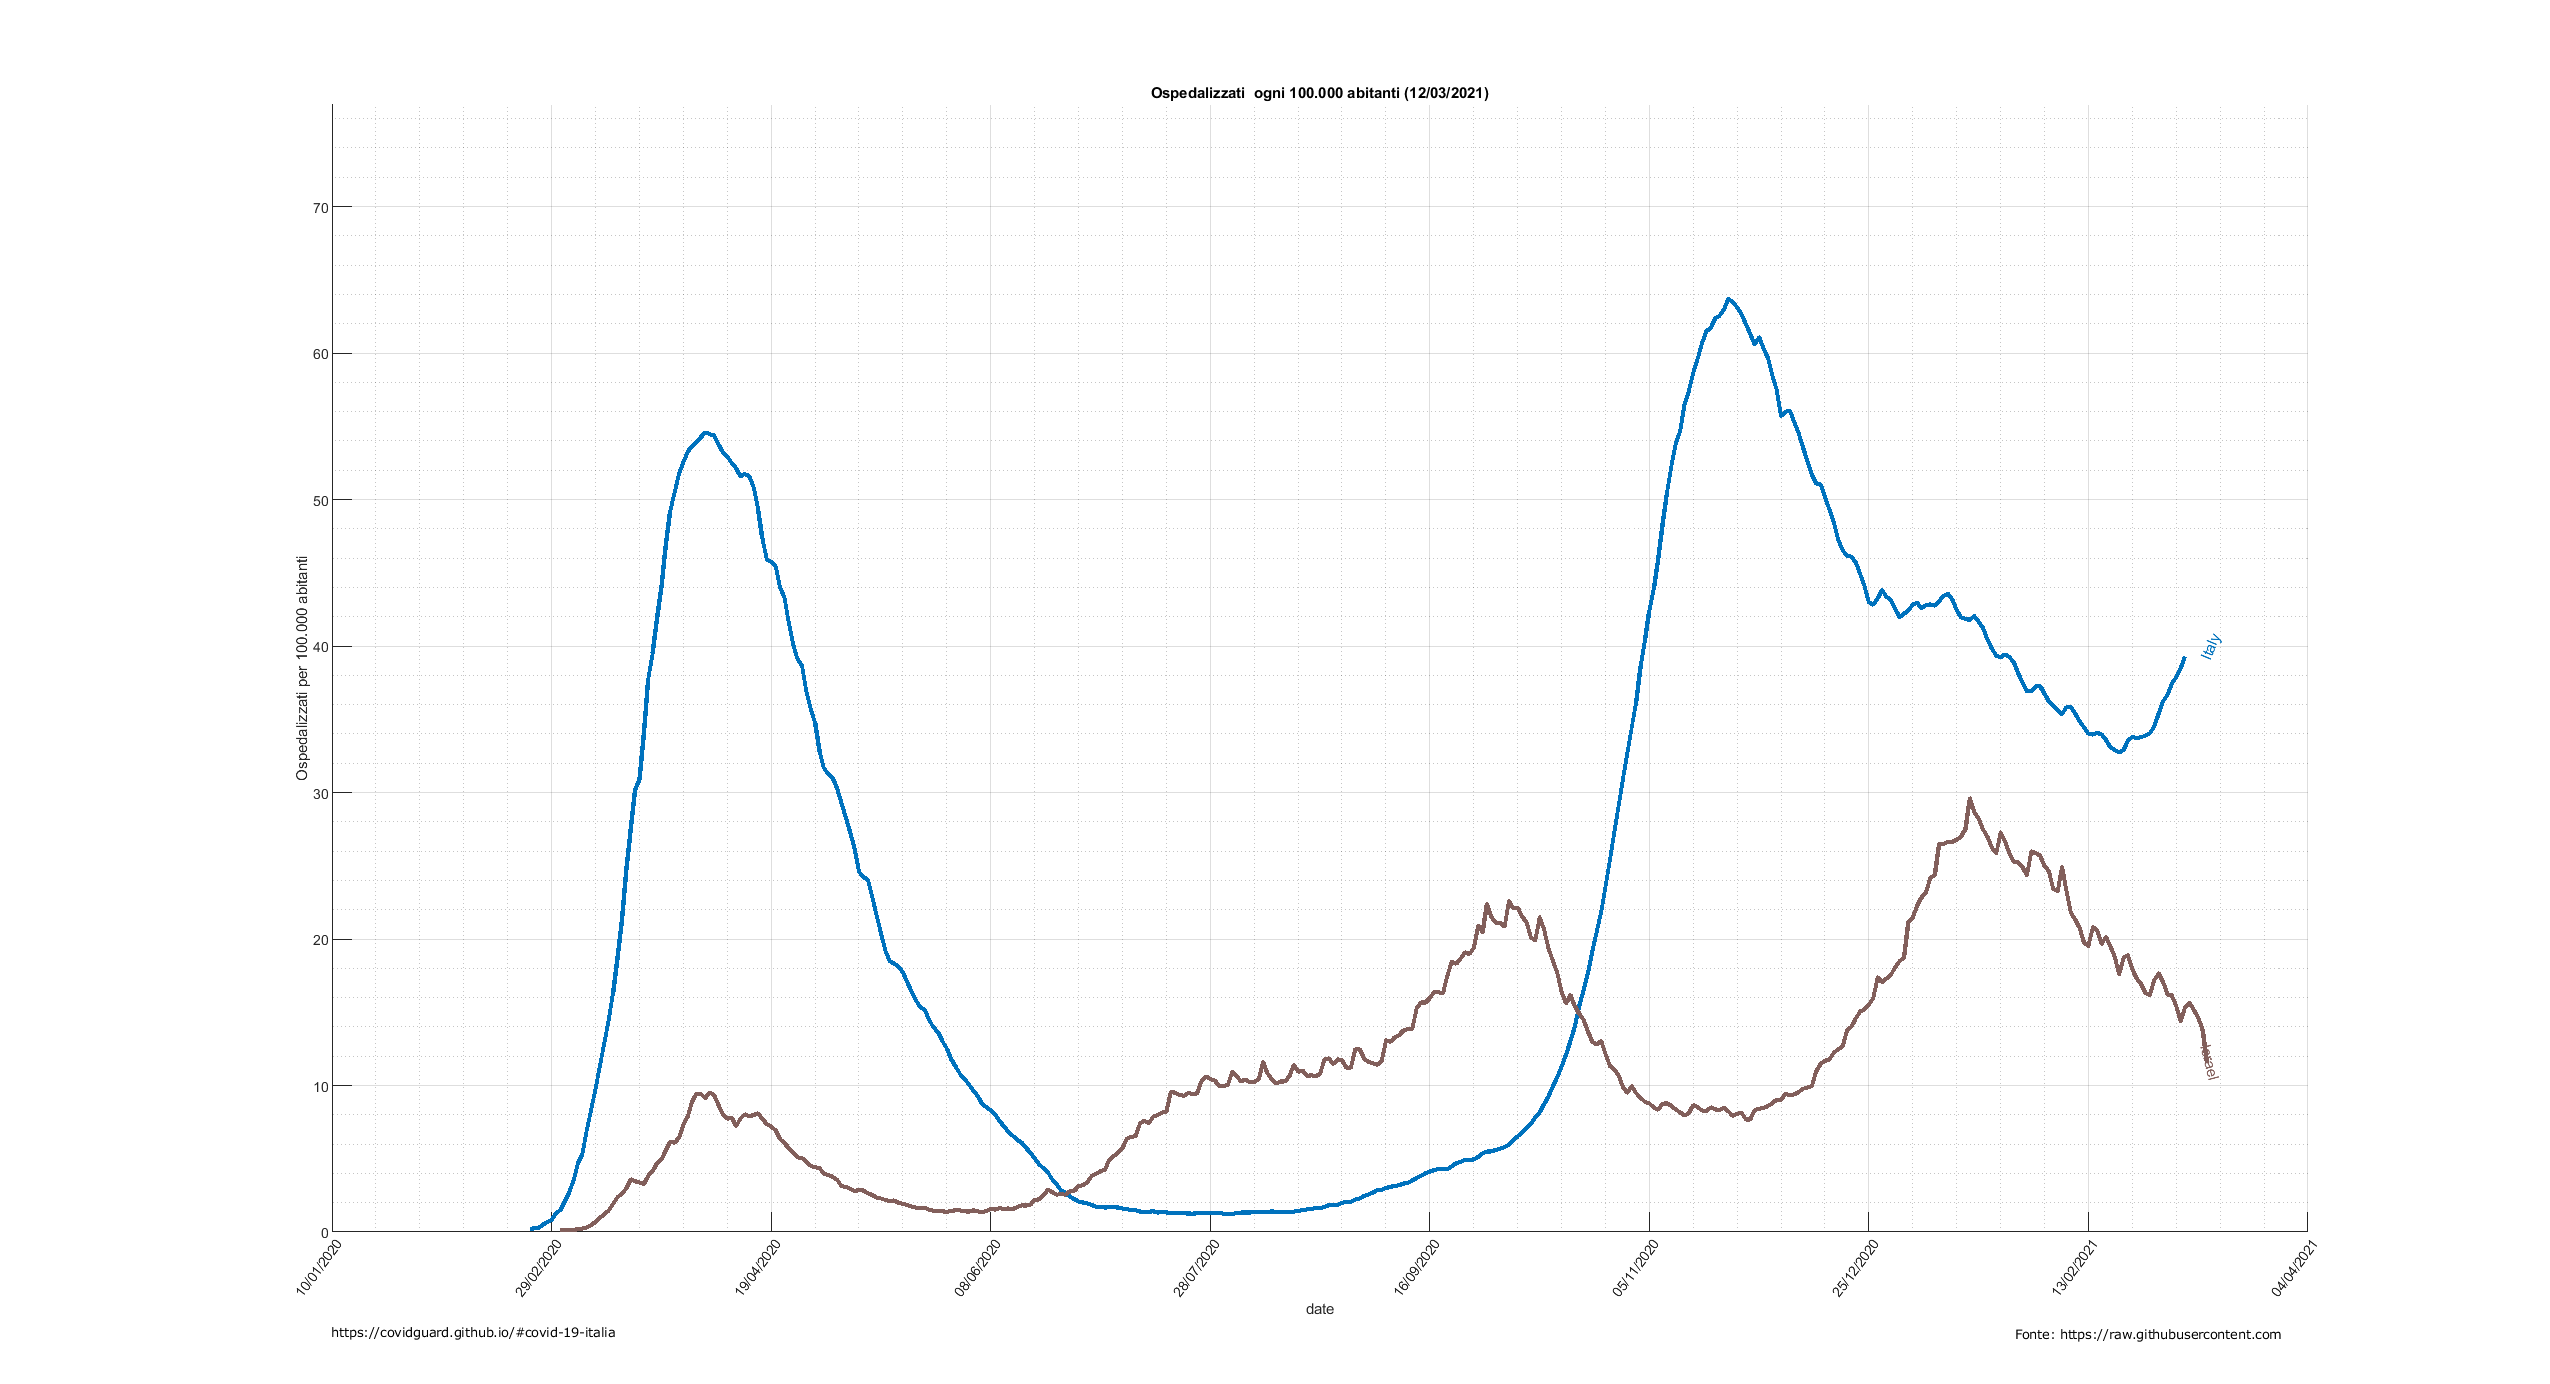 Ospedalizzati  ogni 100.000 abitanti (12/03/2021)
Ospedalizzati per 100.000 abitanti
70
60
50
40
30
20
10
0
Italy
Israel
10/01/2020
29/02/2020
19/04/2020
08/06/2020
28/07/2020
16/09/2020
05/11/2020
25/12/2020
13/02/2021
04/04/2021
date
https://covidguard.github.io/#covid-19-italia
Fonte: https://raw.githubusercontent.com